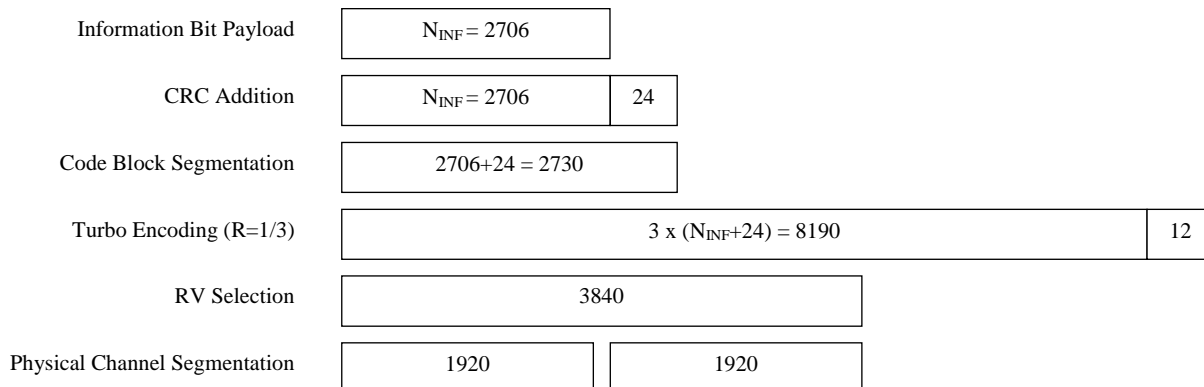 Information Bit Payload N_INF = 2706
CRC Addition N_INF = 2706 24
Code Block Segmentation 2706+24 = 2730
Turbo Encoding (R=1/3) 3 x (N_INF+24) = 8190 12
RV Selection 3840
Physical Channel Segmentation 1920 1920